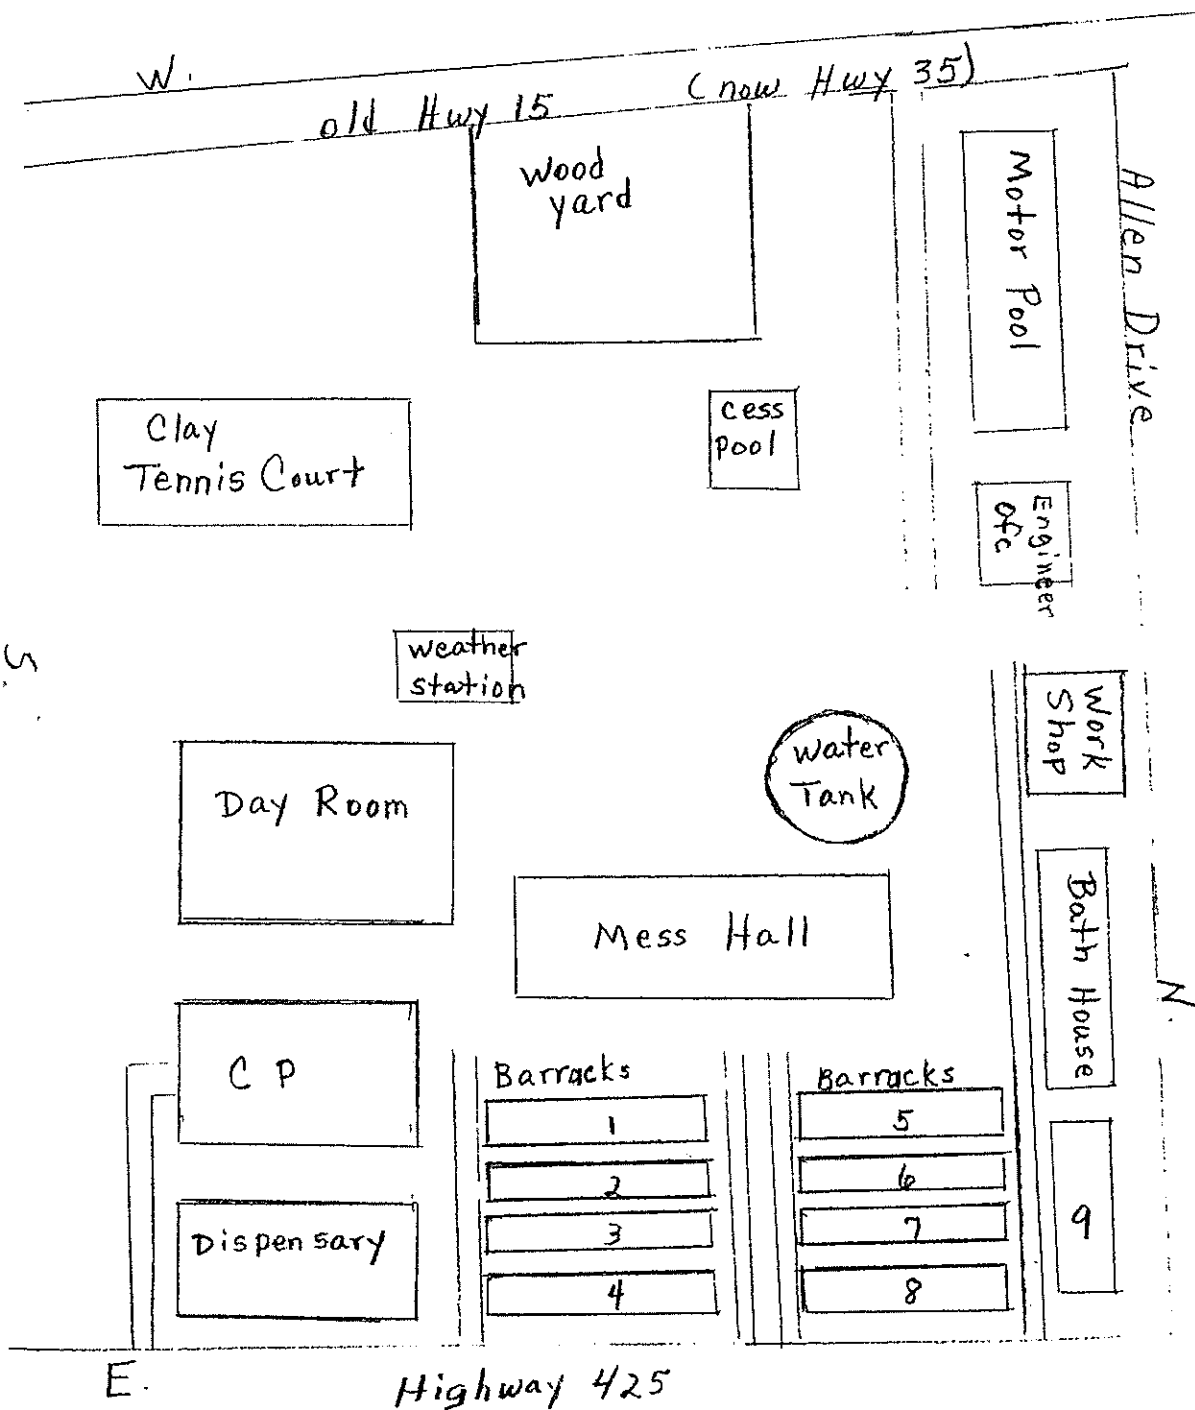 W.
old Hwy 15 (now Hwy 35)
Wood
yard
Motor Pool
Allen Drive
Clay
Tennis Court
cess
pool
Engineer
ofc
S.
weather
station
Work
Shop
Day Room
Water
Tank
Mess Hall
Bath House
N.
C P
Barracks
1
2
3
4
Barracks
5
6
7
8
9
Dispensary
E.
Highway 425